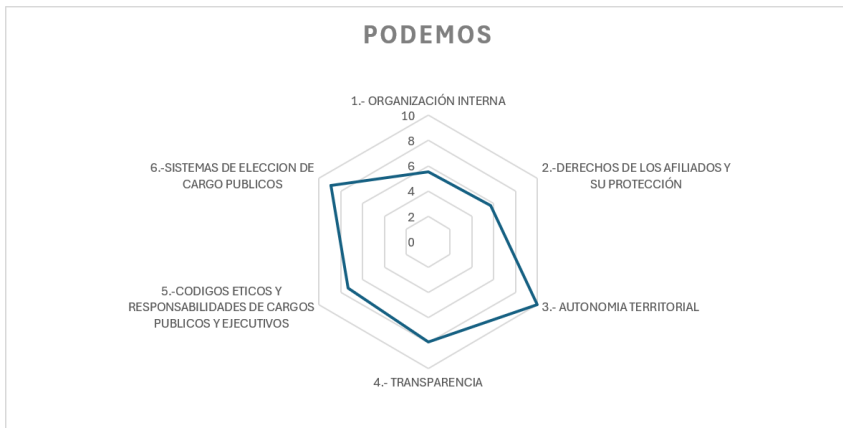 PODEMOS
1.- ORGANIZACIÓN INTERNA
10
8
6
4
2
0
2.-DERECHOS DE LOS AFILIADOS Y
SU PROTECCIÓN
3.- AUTONOMIA TERRITORIAL
4.- TRANSPARENCIA
5.-CODIGOS ETICOS Y
RESPONSABILIDADES DE CARGOS
PUBLICOS Y EJECUTIVOS
6.-SISTEMAS DE ELECCION DE
CARGO PUBLICOS